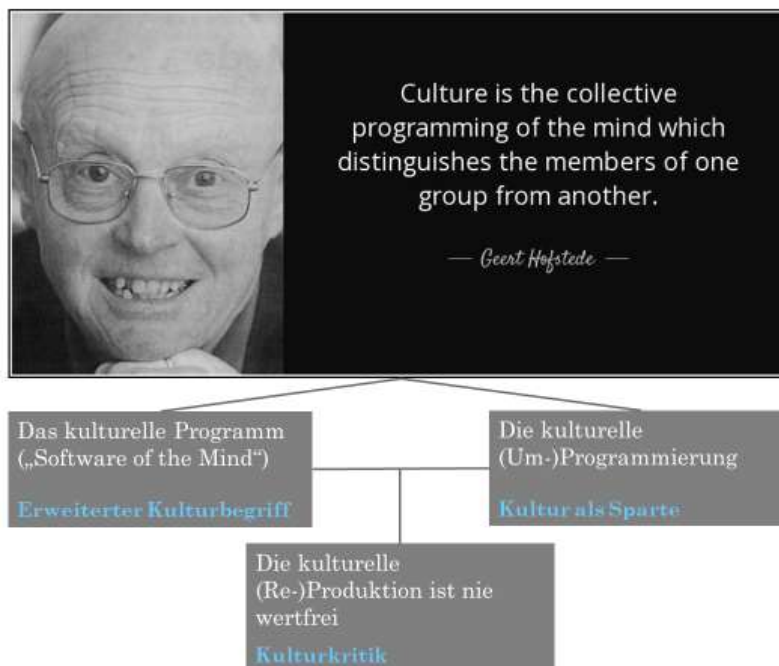 Culture is the collective
programming of the mind which
distinguishes the members of one
group from another.
— Geert Hofstede —
Das kulturelle Programm
(„Software of the Mind“)
Erweiterter Kulturbegriff
Die kulturelle
(Um-)Programmierung
Kultur als Sparte
Die kulturelle
(Re-)Produktion ist nie
wertfrei
Kulturkritik